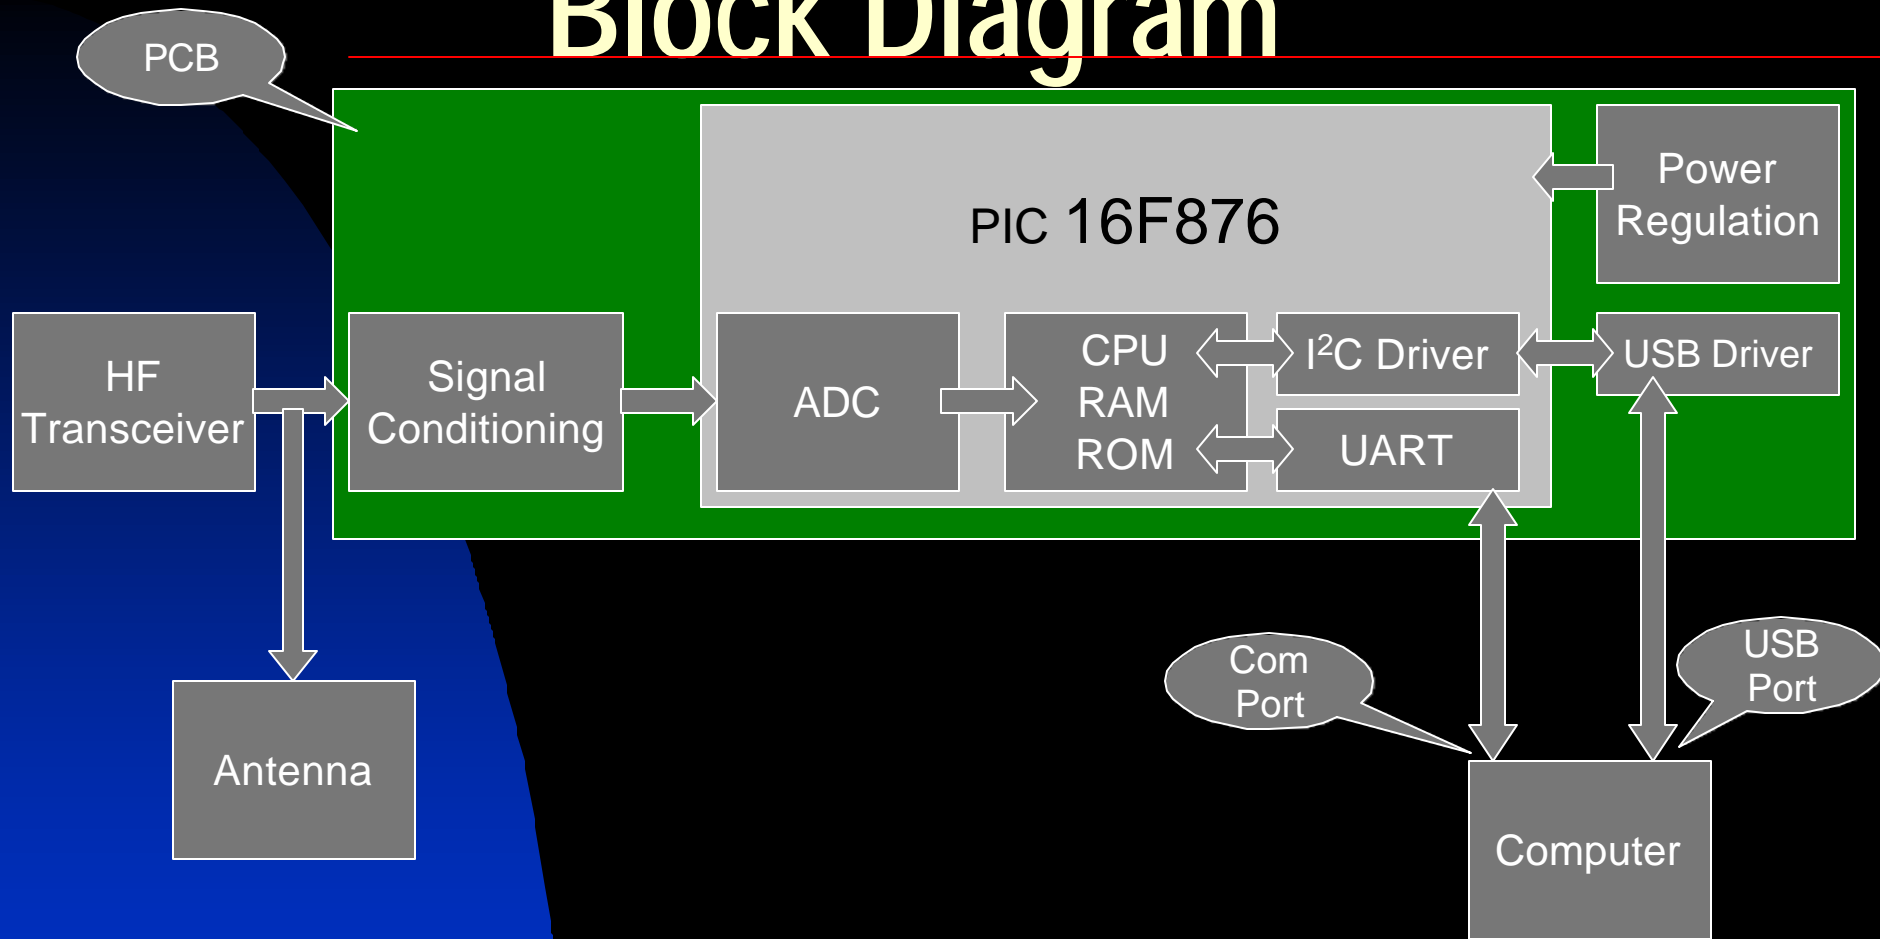 Block Diagram
PCB
PIC 16F876
Power
Regulation
HF
Transceiver
Signal
Conditioning
ADC
CPU
RAM
ROM
I²C Driver
UART
USB Driver
Antenna
Com
Port
USB
Port
Computer